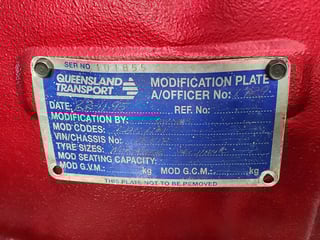 SER NO 101855
QUEENSLAND TRANSPORT
MODIFICATION PLATE
A/OFFICER No:
DATE:
REF. No:
MODIFICATION BY:
MOD CODES:
VIN/CHASSIS No:
TYRE SIZES:
MOD SEATING CAPACITY:
MOD G.V.M: kg MOD G.C.M: kg
THIS PLATE NOT TO BE REMOVED